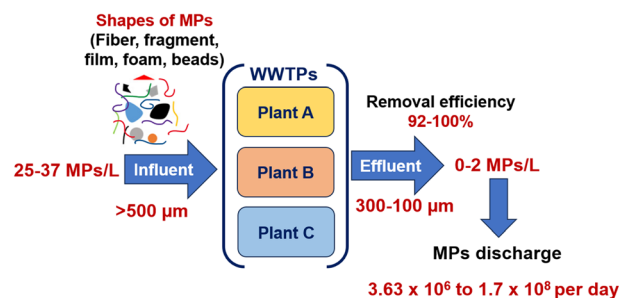 Shapes of MPs
(Fiber, fragment,
film, foam, beads)
WWTPs
Plant A
Plant B
Plant C
25-37 MPs/L
Influent
>500 µm
Removal efficiency
92-100%
Effluent
300-100 µm
0-2 MPs/L
MPs discharge
3.63 x 10⁶ to 1.7 x 10⁸ per day